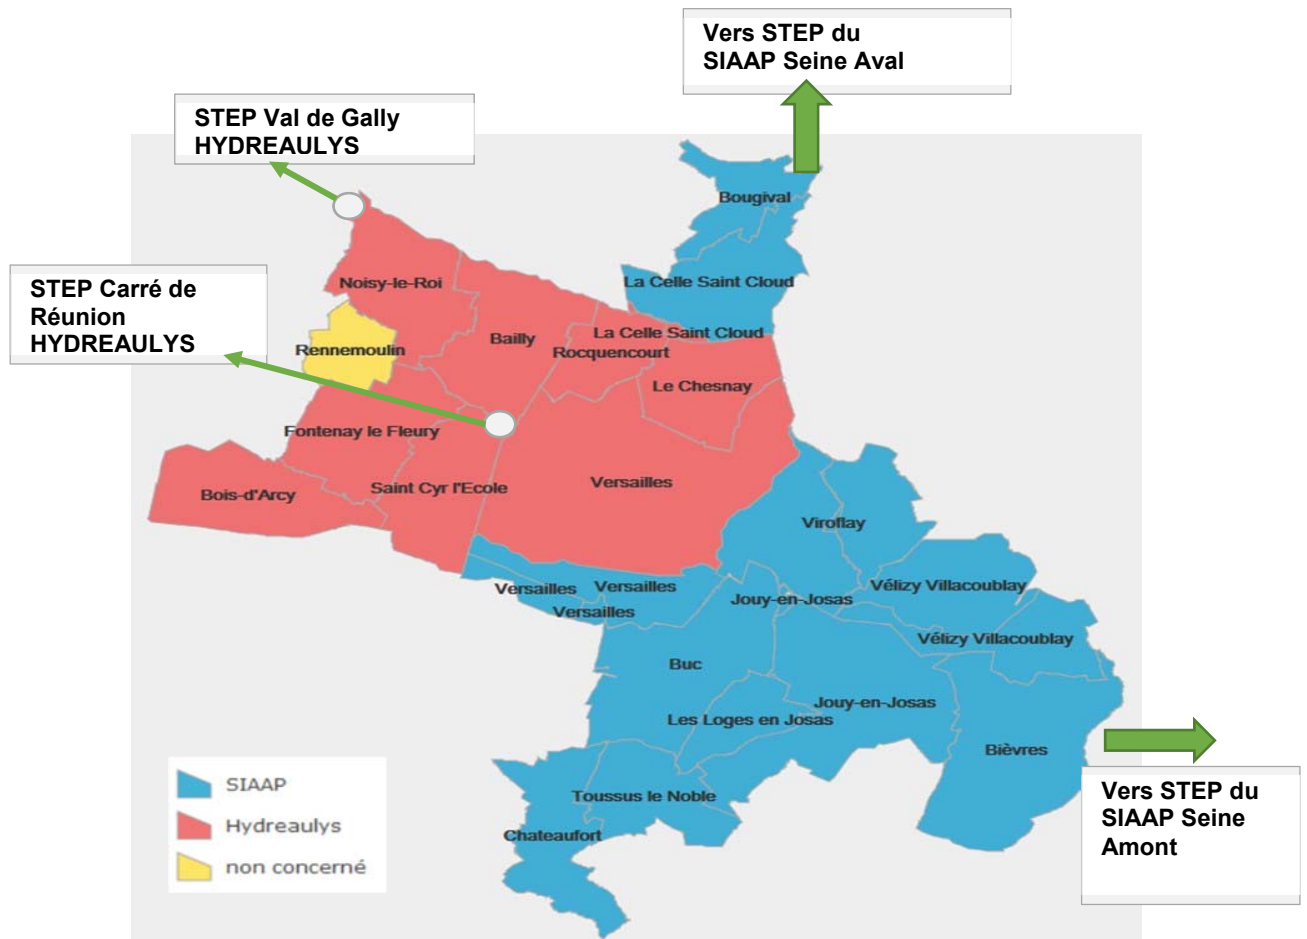 Vers STEP du
SIAAP Seine Aval
STEP Val de Gally
HYDREAULYS
STEP Carré de
Réunion
HYDREAULYS
Bougival
La Celle Saint Cloud
Noisy-le-Roi
La Celle Saint Cloud
Bailly
Rocquencourt
Rennemoulin
Le Chesnay
Fontenay le Fleury
Bois-d'Arcy
Saint Cyr l'Ecole
Versailles
Viroflay
Versailles
Versailles
Versailles
Jouy-en-Josas
Vélizy Villacoublay
Vélizy Villacoublay
Buc
Jouy-en-Josas
Les Loges en Josas
Bièvres
Toussus le Noble
Chateaufort
SIAAP
Hydreaulys
non concerné
Vers STEP du
SIAAP Seine
Amont